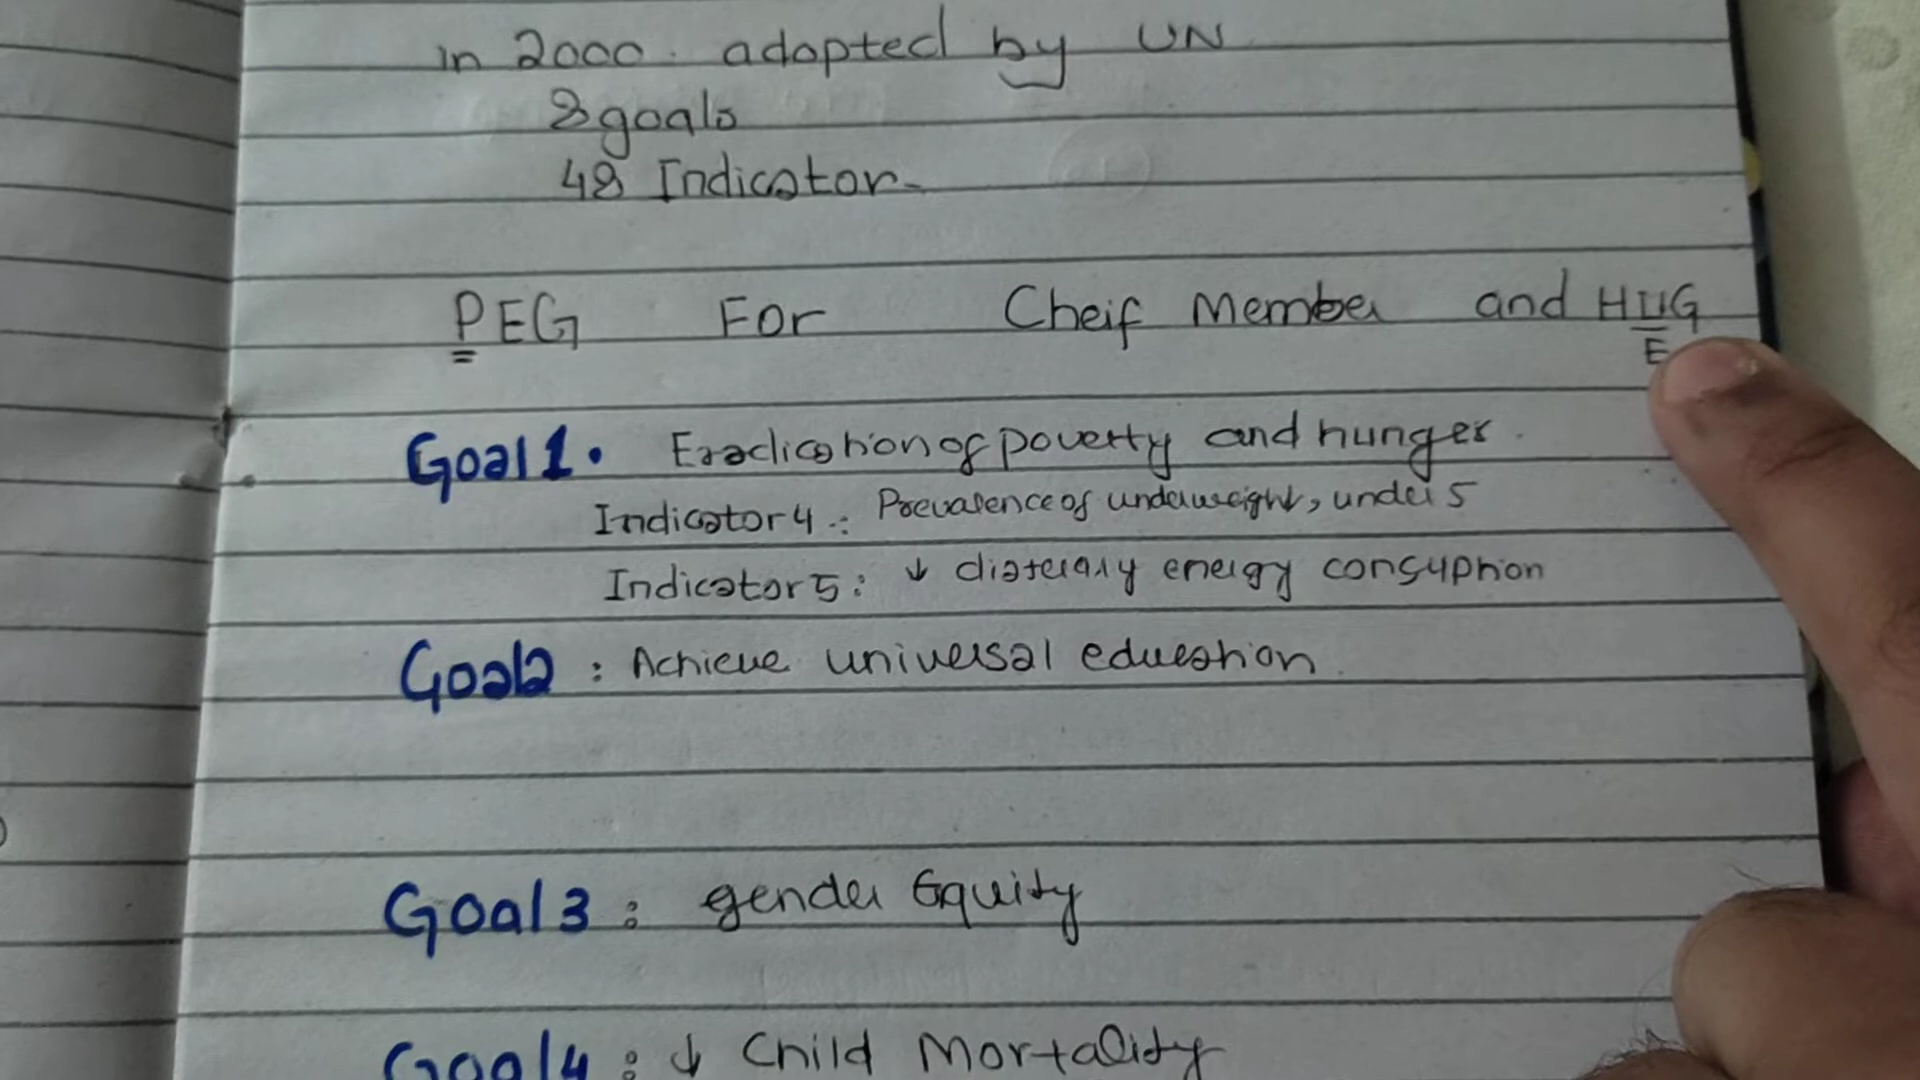 in 2000. adopted by UN
8 goals
48 Indicator-
PEG For Cheif Member and HUG
E
Goal 1. Eradication of poverty and hunger.
Indicator 4 : Prevalence of underweight, under 5
Indicator 5 : ↓ diaterary energy consuption
Goal 2 : Achieve universal education.
Goal 3 : gender Equity
Goal 4 : ↓ Child Mortality